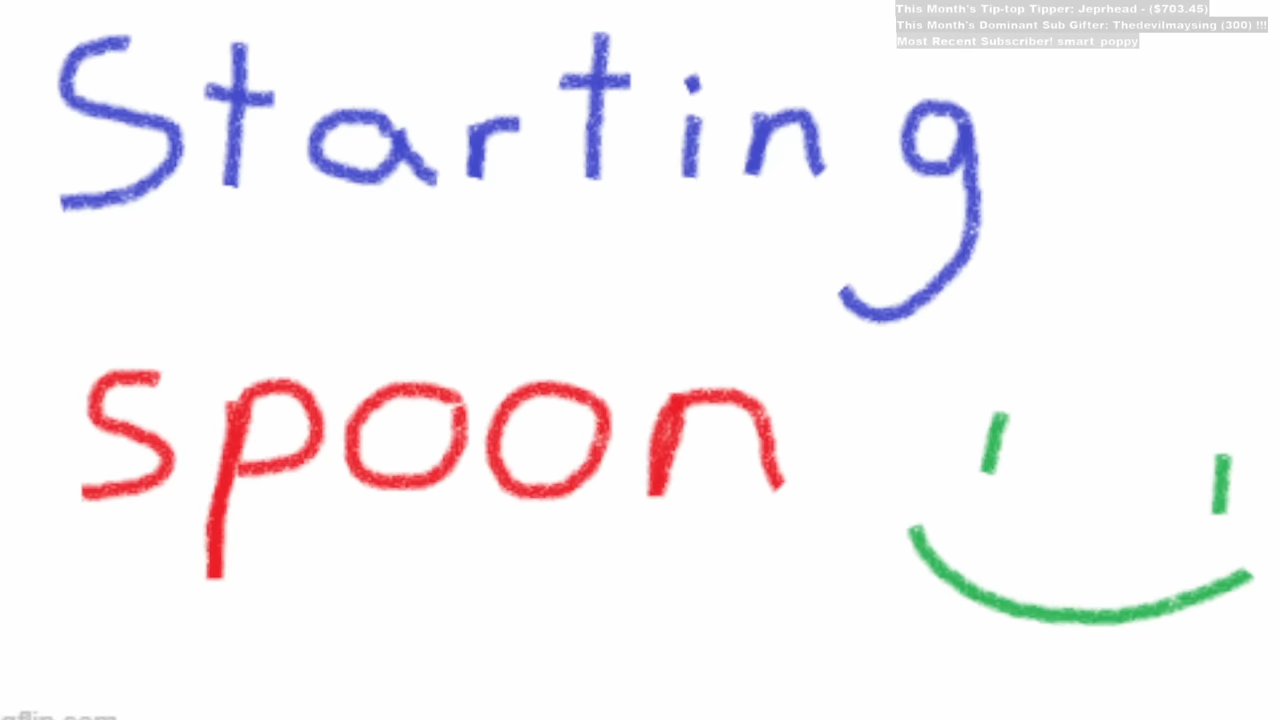 This Month's Tip-top Tipper: Jeprhead - ($703.45)
This Month's Dominant Sub Gifter: Thedevilmaysing (300) !!!
Most Recent Subscriber! smart_poppy
Starting
spoon